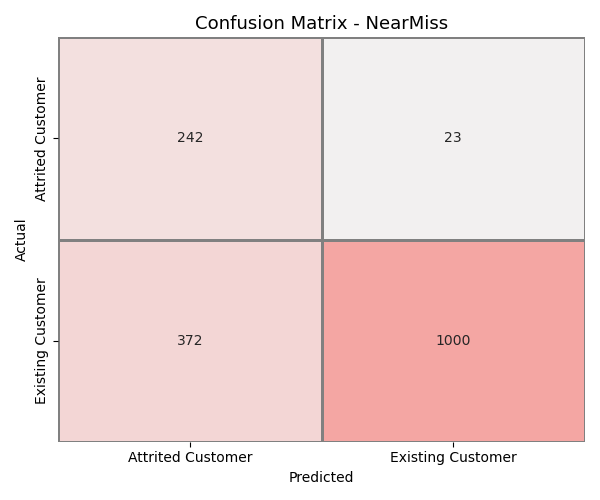 Confusion Matrix - NearMiss
Actual
Attrited Customer
242
23
Existing Customer
372
1000
Attrited Customer
Existing Customer
Predicted